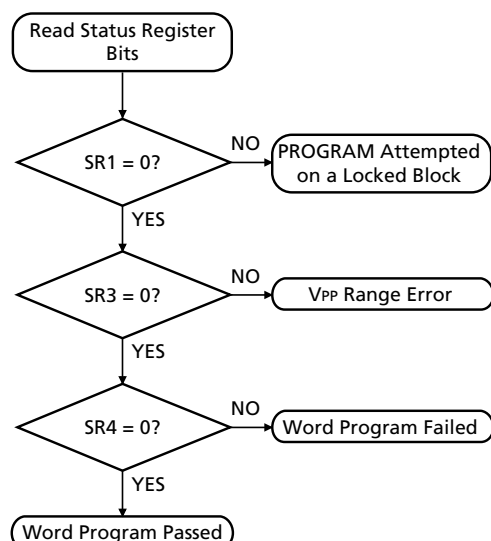 Read Status Register
Bits
SR1 = 0?
NO
PROGRAM Attempted
on a Locked Block
YES
SR3 = 0?
NO
VPP Range Error
YES
SR4 = 0?
NO
Word Program Failed
YES
Word Program Passed